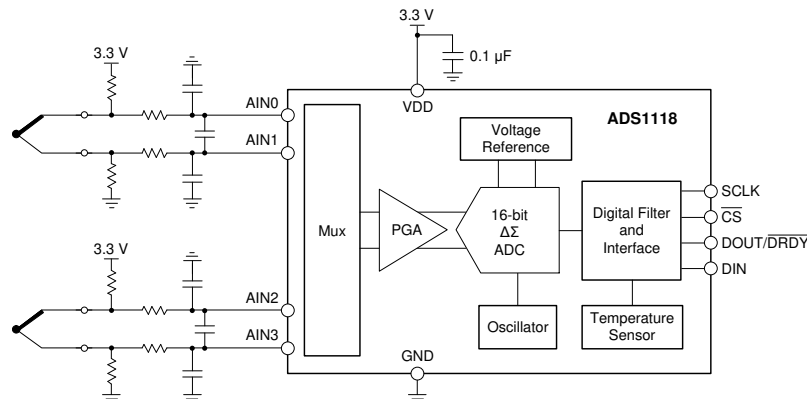 3.3 V
0.1 µF
VDD
3.3 V
AIN0
AIN1
ADS1118
Voltage
Reference
Mux
PGA
16-bit
ΔΣ
ADC
Digital Filter
and
Interface
SCLK
CS
DOUT/DRDY
DIN
3.3 V
AIN2
AIN3
Oscillator
Temperature
Sensor
GND